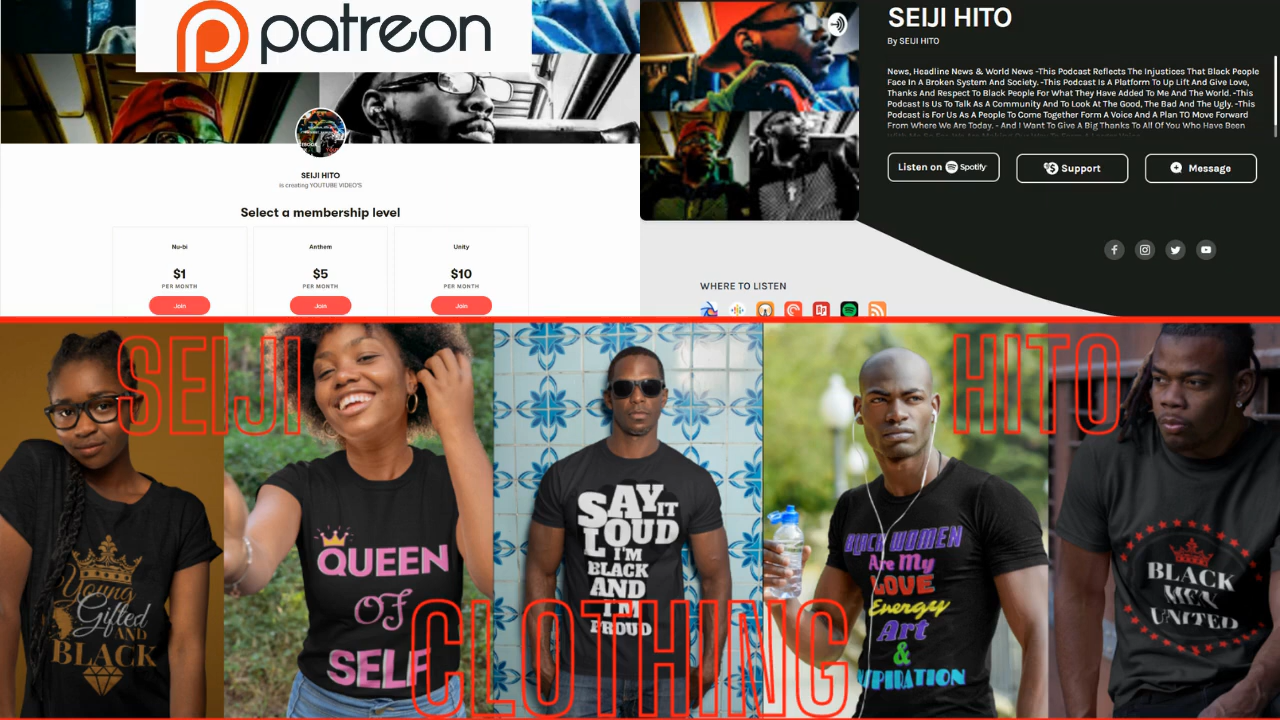 patreon
SEIJI HITO
is creating YOUTUBE VIDEO'S
Select a membership level
Nu-bi
$1
PER MONTH
Join
Anthem
$5
PER MONTH
Join
Unity
$10
PER MONTH
Join
SEIJI HITO
By SEIJI HITO
News, Headline News & World News -This Podcast Reflects The Injustices That Black People
Face In A Broken System And Society. -This Podcast Is A Platform To Up Lift And Give Love,
Thanks And Respect To Black People For What They Have Added To Me And The World. -This
Podcast Is Us To Talk As A Community And To Look At The Good, The Bad And The Ugly. -This
Podcast is For Us As A People To Come Together Form A Voice And A Plan TO Move Forward
From Where We Are Today. - And I Want To Give A Big Thanks To All Of You Who Have Been
Listen on Spotify
Support
Message
WHERE TO LISTEN
SEIJI HITO
Young
Gifted
AND
BLACK
QUEEN
OF
SELF
SAY IT
LOUD
I'M
BLACK
AND
I'M
PROUD
BLACK WOMEN
Are My
LOVE
Energy
Art
&
INSPIRATION
BLACK
MEN
UNITED
CLOTHING